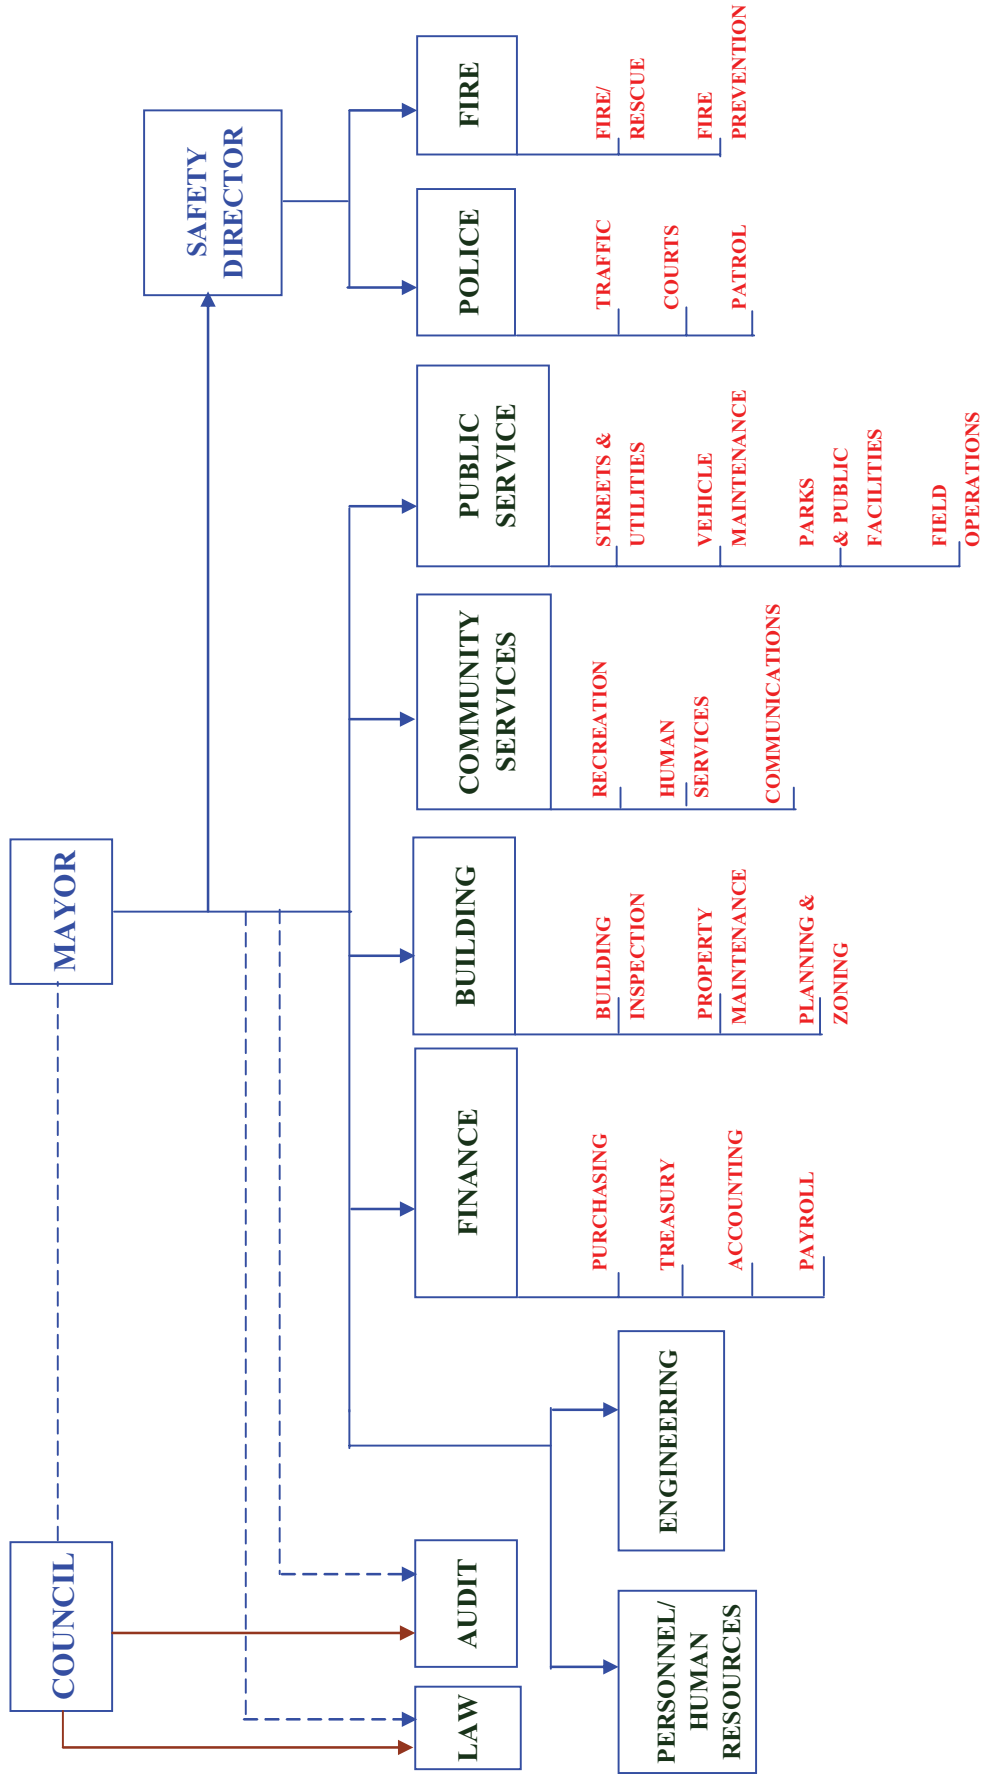 COUNCIL
MAYOR
SAFETY
DIRECTOR
LAW
AUDIT
FINANCE
BUILDING
COMMUNITY
SERVICES
PUBLIC
SERVICE
POLICE
FIRE
PERSONNEL/
HUMAN
RESOURCES
ENGINEERING
PURCHASING
TREASURY
ACCOUNTING
PAYROLL
BUILDING
INSPECTION
PROPERTY
MAINTENANCE
PLANNING &
ZONING
RECREATION
HUMAN
SERVICES
COMMUNICATIONS
STREETS &
UTILITIES
VEHICLE
MAINTENANCE
PARKS
& PUBLIC
FACILITIES
FIELD
OPERATIONS
TRAFFIC
COURTS
PATROL
FIRE/
RESCUE
FIRE
PREVENTION